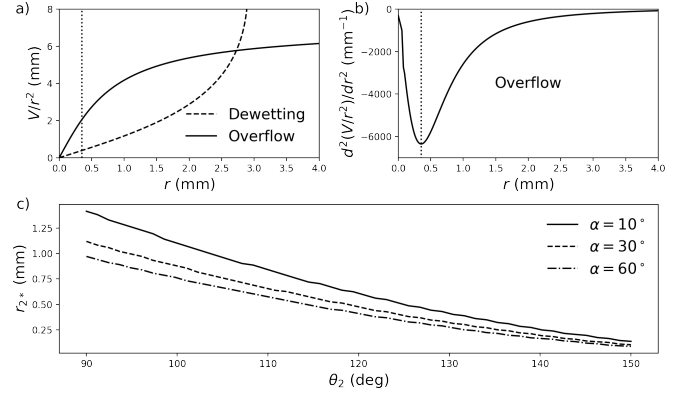 a)
V/r² (mm)
8
6
4
2
0
Dewetting
Overflow
0.0 0.5 1.0 1.5 2.0 2.5 3.0 3.5 4.0
r (mm)
b)
d²(V/r²)/dr² (mm⁻¹)
0
−2000
−4000
−6000
Overflow
0.0 0.5 1.0 1.5 2.0 2.5 3.0 3.5 4.0
r (mm)
c)
r₂* (mm)
1.25
1.00
0.75
0.50
0.25
α = 10°
α = 30°
α = 60°
90 100 110 120 130 140 150
θ₂ (deg)